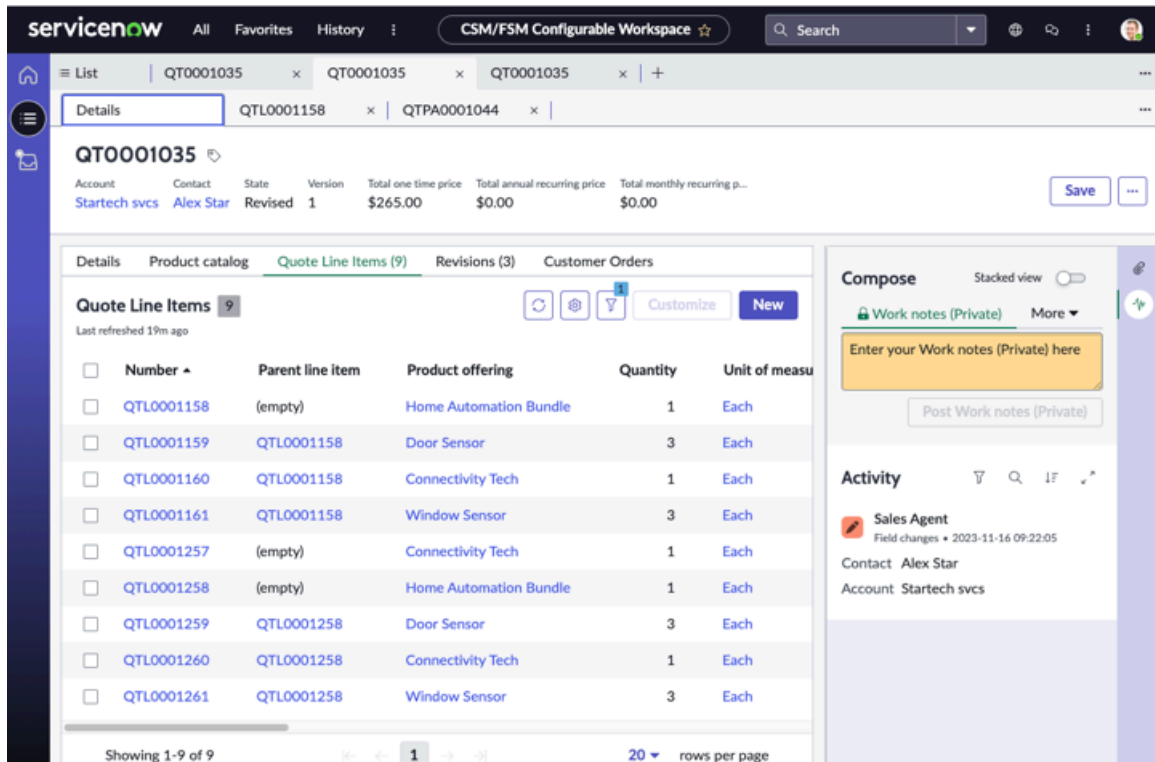 servicenow All Favorites History CSM/FSM Configurable Workspace Search
List QT0001035 QT0001035 QT0001035
Details QTL0001158 QTPA0001044
QT0001035
Account Contact State Version Total one time price Total annual recurring price Total monthly recurring p...
Startech svcs Alex Star Revised 1 $265.00 $0.00 $0.00
Save
Details Product catalog Quote Line Items (9) Revisions (3) Customer Orders
Quote Line Items 9
Last refreshed 19m ago
1
Customize New
Number Parent line item Product offering Quantity Unit of measu
QTL0001158 (empty) Home Automation Bundle 1 Each
QTL0001159 QTL0001158 Door Sensor 3 Each
QTL0001160 QTL0001158 Connectivity Tech 1 Each
QTL0001161 QTL0001158 Window Sensor 3 Each
QTL0001257 (empty) Connectivity Tech 1 Each
QTL0001258 (empty) Home Automation Bundle 1 Each
QTL0001259 QTL0001258 Door Sensor 3 Each
QTL0001260 QTL0001258 Connectivity Tech 1 Each
QTL0001261 QTL0001258 Window Sensor 3 Each
Showing 1-9 of 9 1 20 rows per page
Compose Stacked view
Work notes (Private) More
Enter your Work notes (Private) here
Post Work notes (Private)
Activity
Sales Agent
Field changes • 2023-11-16 09:22:05
Contact Alex Star
Account Startech svcs